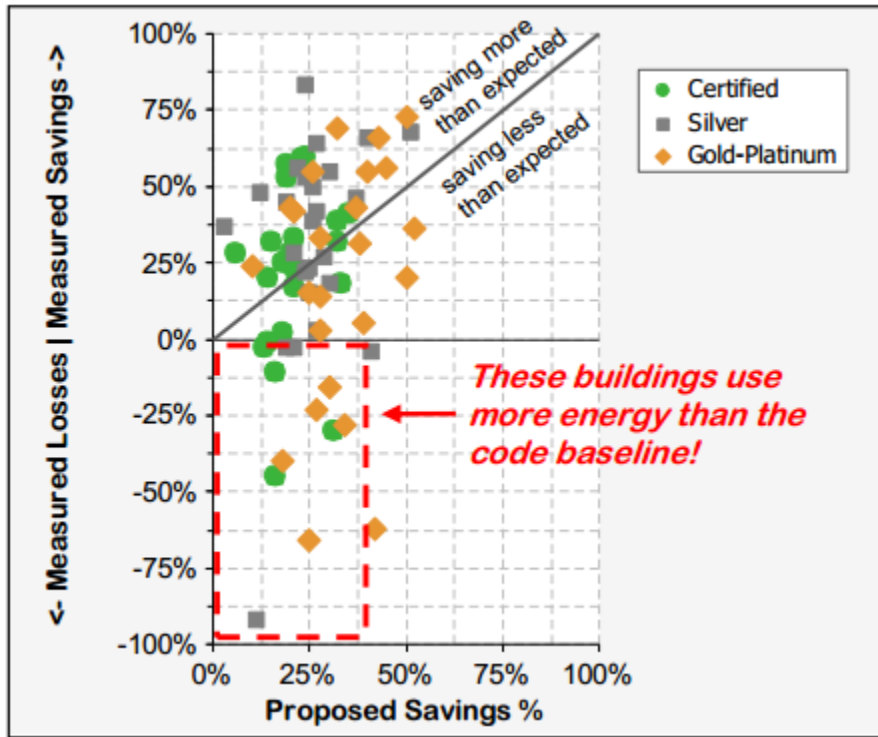 100%
75%
50%
25%
0%
-25%
-50%
-75%
-100%
<- Measured Losses | Measured Savings ->
saving more
than expected
saving less
than expected
These buildings use
more energy than the
code baseline!
0%
25%
50%
75%
100%
Proposed Savings %
Certified
Silver
Gold-Platinum